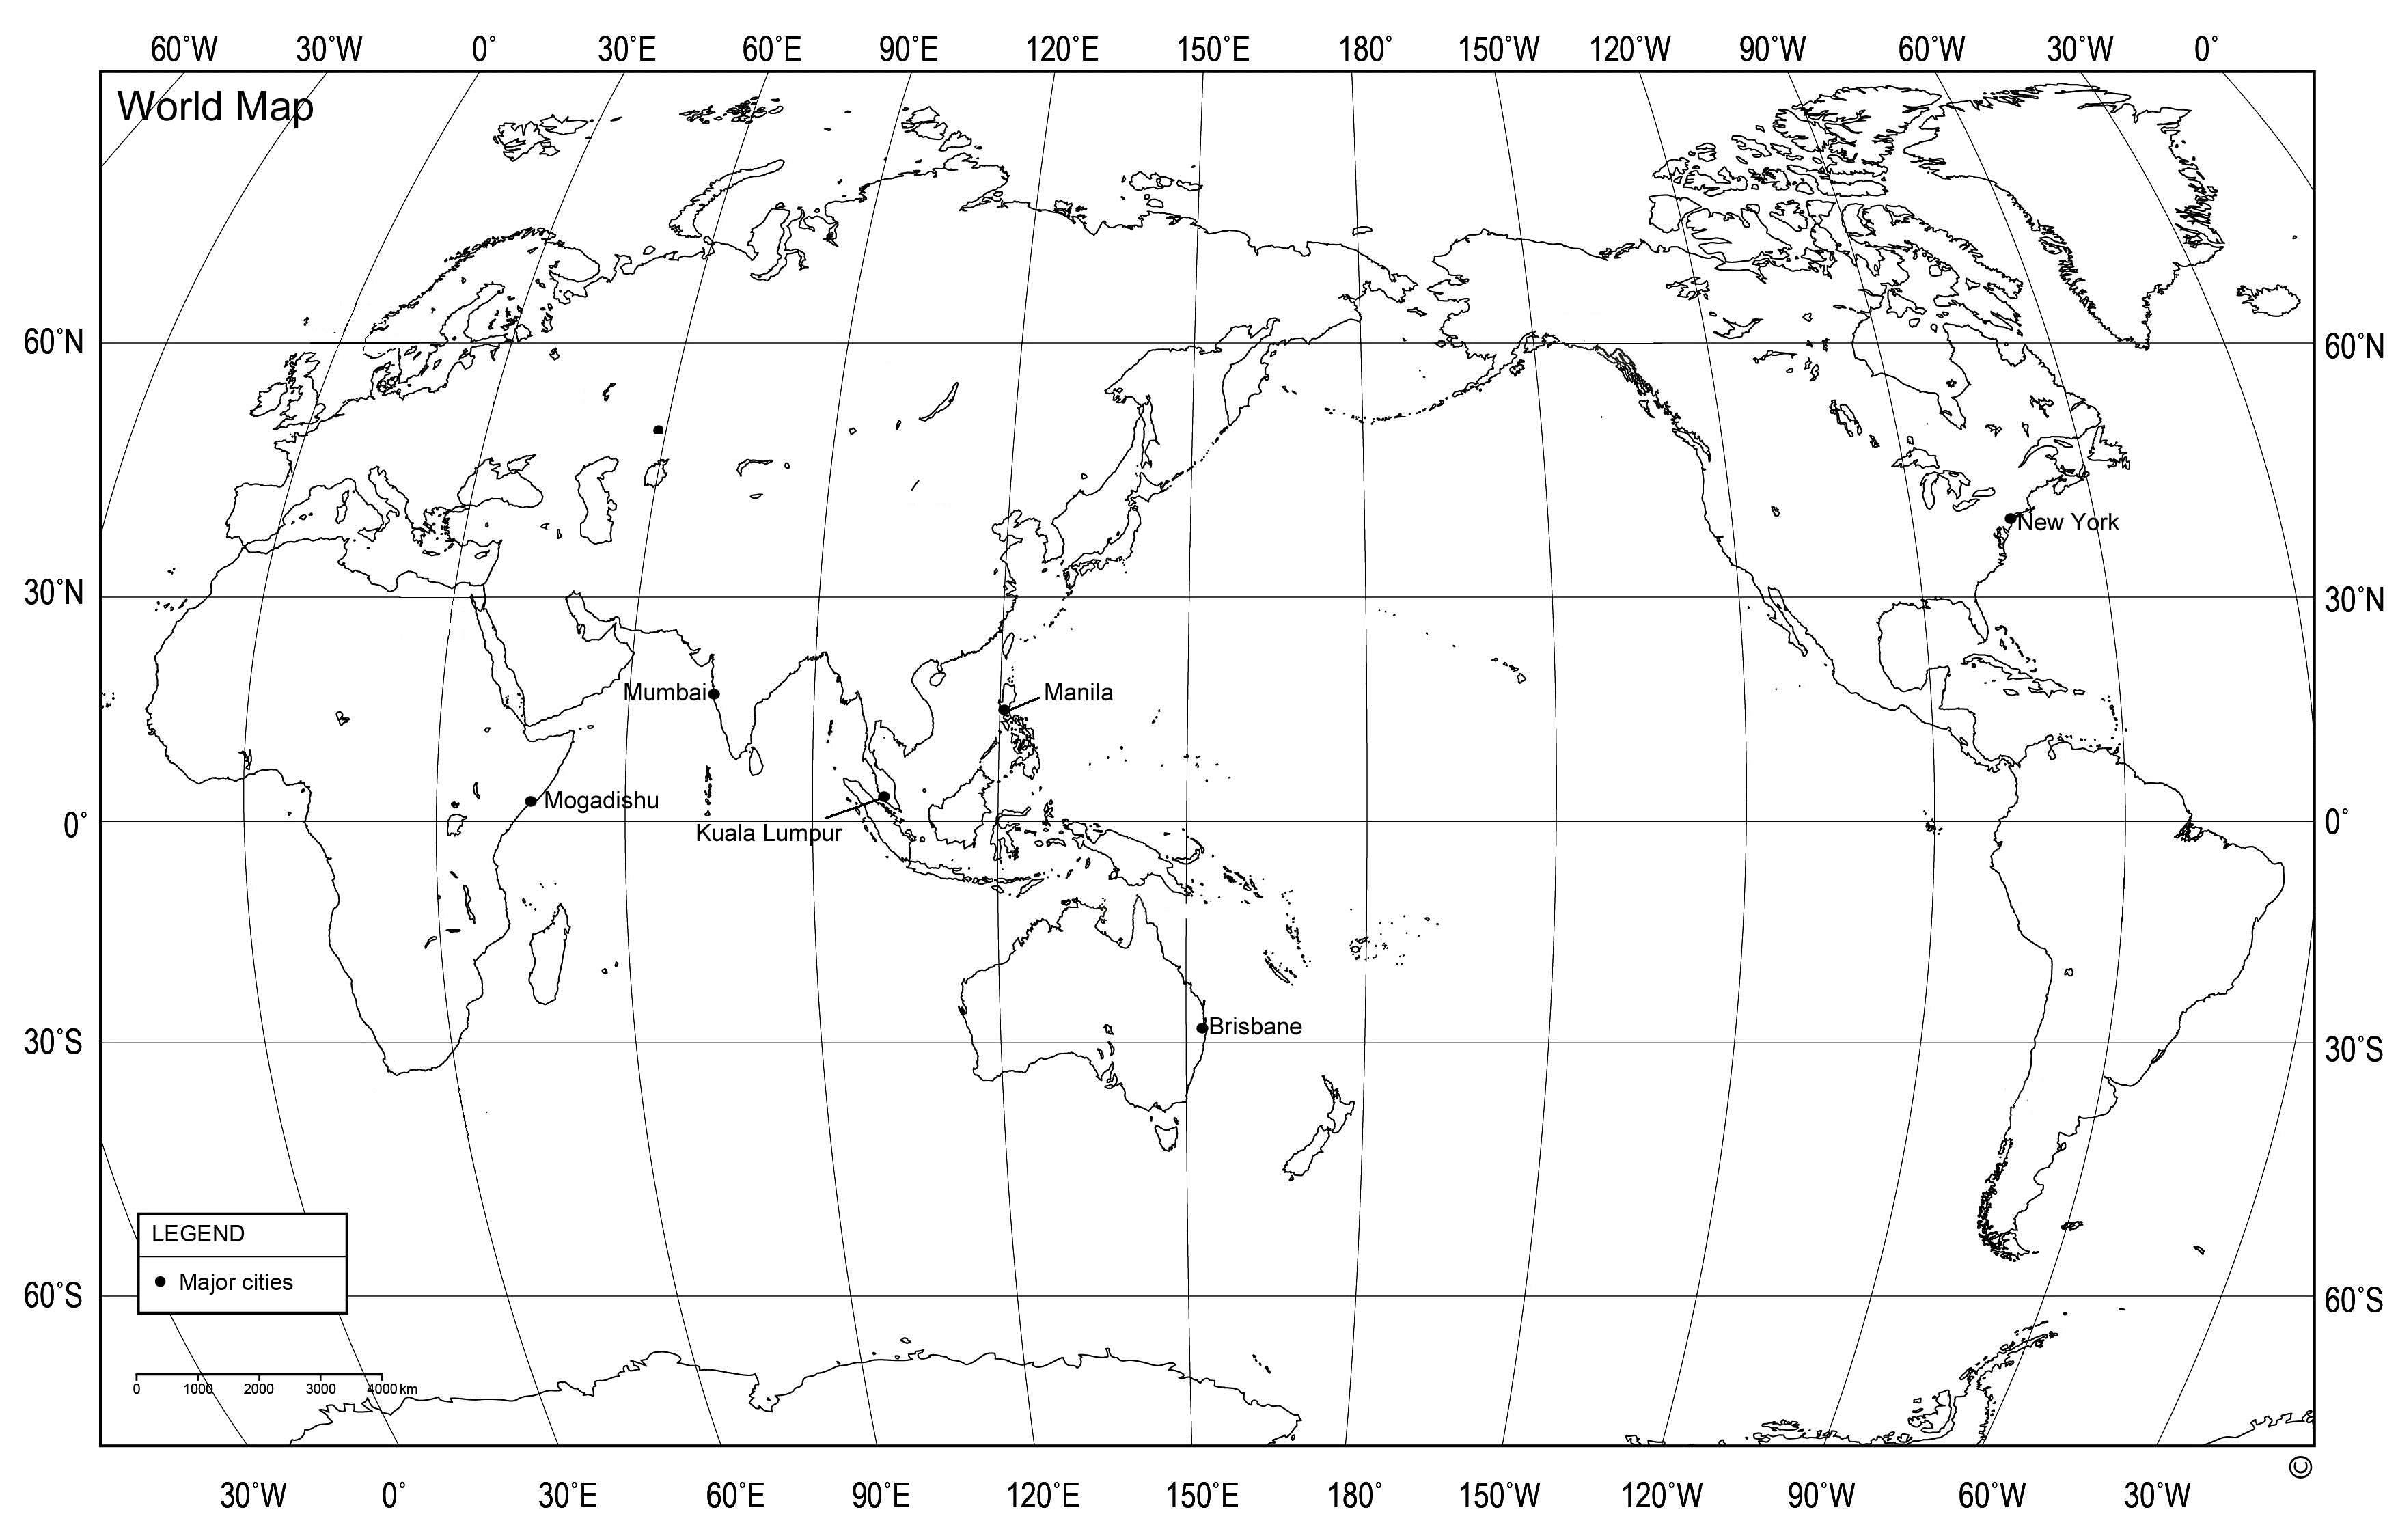 60°W 30°W 0° 30°E 60°E 90°E 120°E 150°E 180° 150°W 120°W 90°W 60°W 30°W 0°
World Map
60°N 60°N
New York
30°N 30°N
Mumbai Manila
Mogadishu
0° 0°
Kuala Lumpur
Brisbane
30°S 30°S
LEGEND
Major cities
60°S 60°S
0 1000 2000 3000 4000 km
©
30°W 0° 30°E 60°E 90°E 120°E 150°E 180° 150°W 120°W 90°W 60°W 30°W